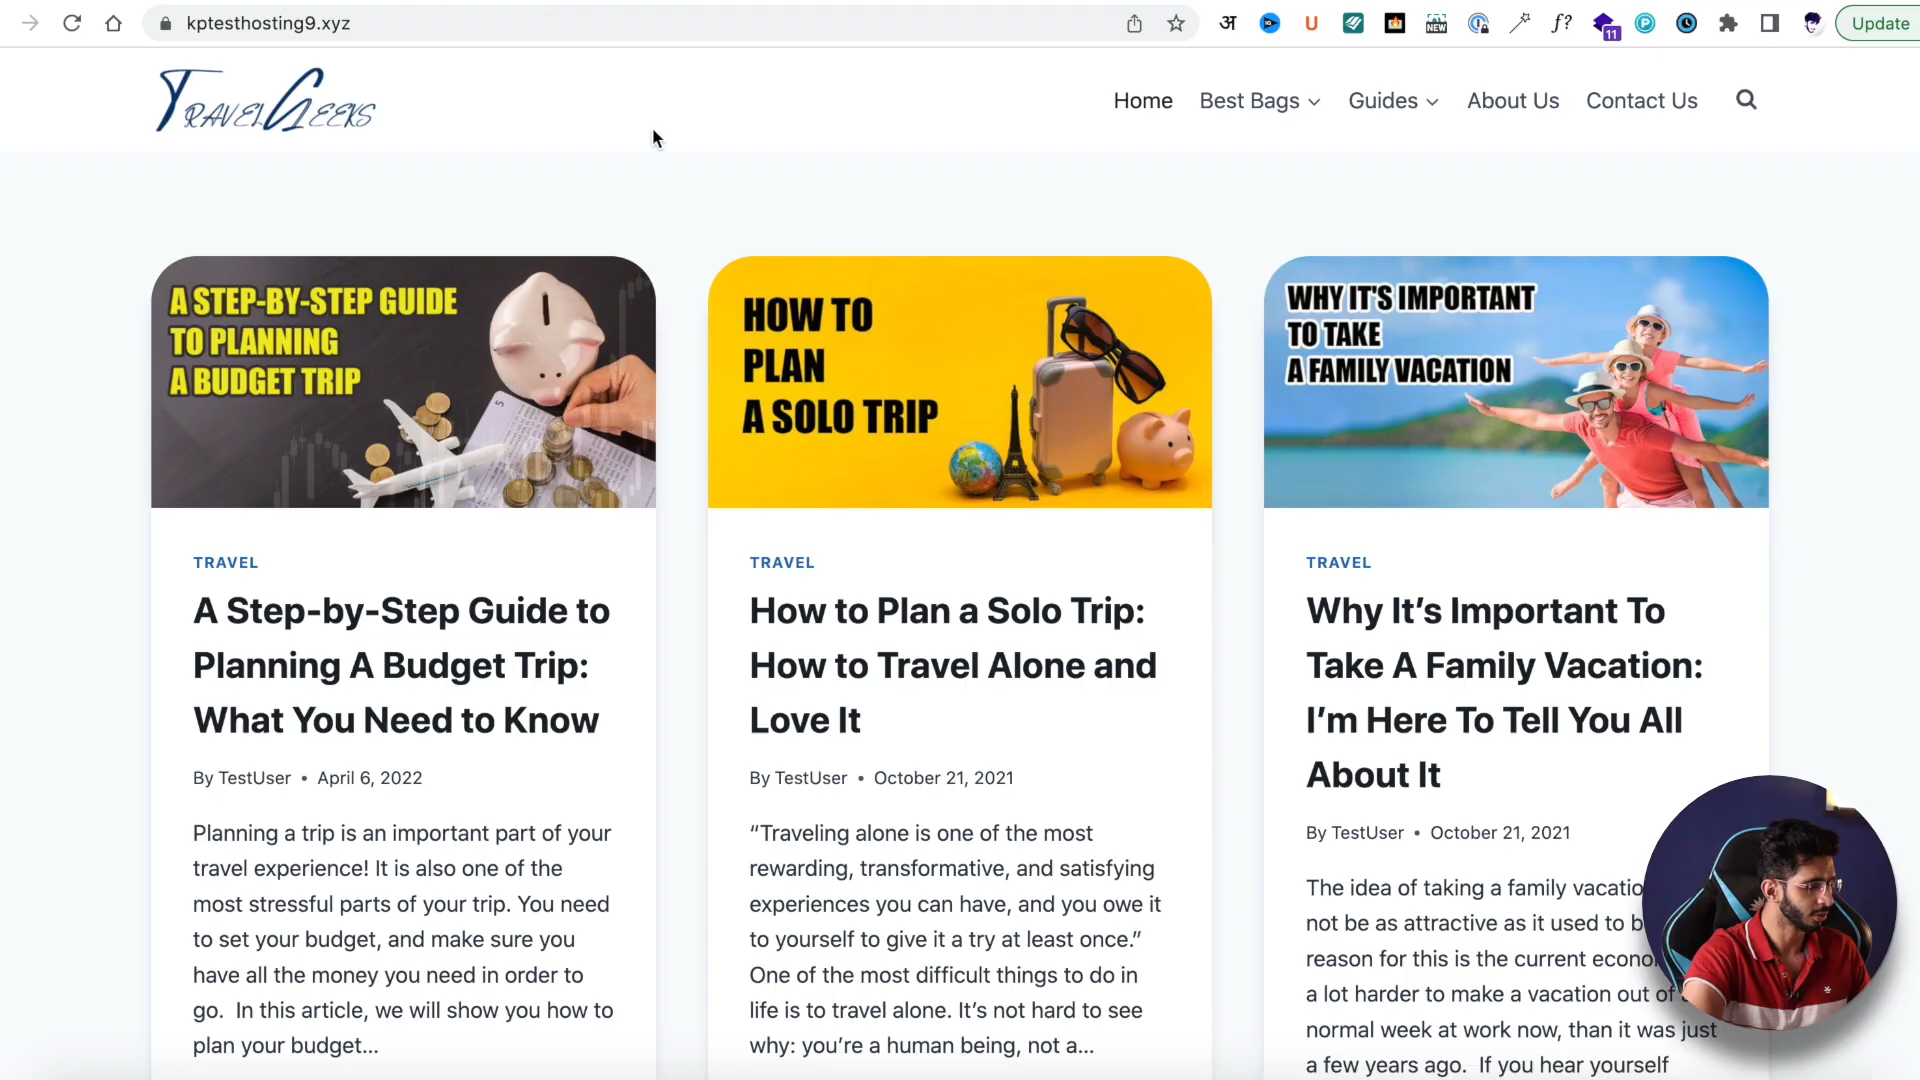 kptesthosting9.xyz
अ
U
NEW
f?
11
P
Update
TRAVELGEEKS
Home
Best Bags
Guides
About Us
Contact Us
A STEP-BY-STEP GUIDE
TO PLANNING
A BUDGET TRIP
5
TRAVEL
A Step-by-Step Guide to
Planning A Budget Trip:
What You Need to Know
By TestUser • April 6, 2022
Planning a trip is an important part of your
travel experience! It is also one of the
most stressful parts of your trip. You need
to set your budget, and make sure you
have all the money you need in order to
go. In this article, we will show you how to
plan your budget...
HOW TO
PLAN
A SOLO TRIP
TRAVEL
How to Plan a Solo Trip:
How to Travel Alone and
Love It
By TestUser • October 21, 2021
“Traveling alone is one of the most
rewarding, transformative, and satisfying
experiences you can have, and you owe it
to yourself to give it a try at least once.”
One of the most difficult things to do in
life is to travel alone. It’s not hard to see
why: you’re a human being, not a...
WHY IT'S IMPORTANT
TO TAKE
A FAMILY VACATION
TRAVEL
Why It’s Important To
Take A Family Vacation:
I’m Here To Tell You All
About It
By TestUser • October 21, 2021
The idea of taking a family vacatio
not be as attractive as it used to b
reason for this is the current econo
a lot harder to make a vacation out of
normal week at work now, than it was just
a few years ago. If you hear yourself